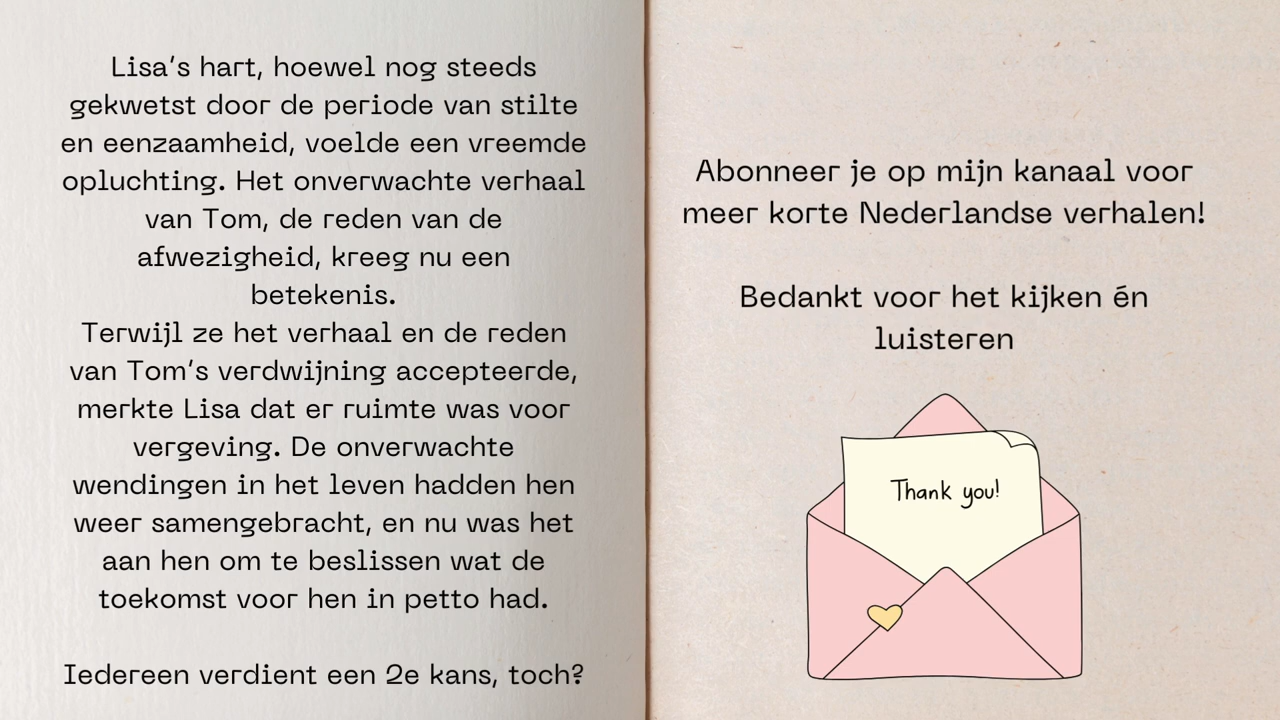 Lisa's hart, hoewel nog steeds
gekwetst door de periode van stilte
en eenzaamheid, voelde een vreemde
opluchting. Het onverwachte verhaal
van Tom, de reden van de
afwezigheid, kreeg nu een
betekenis.
Terwijl ze het verhaal en de reden
van Tom's verdwijning accepteerde,
merkte Lisa dat er ruimte was voor
vergeving. De onverwachte
wendingen in het leven hadden hen
weer samengebracht, en nu was het
aan hen om te beslissen wat de
toekomst voor hen in petto had.
Iedereen verdient een 2e kans, toch?
Abonneer je op mijn kanaal voor
meer korte Nederlandse verhalen!
Bedankt voor het kijken én
luisteren
Thank you!